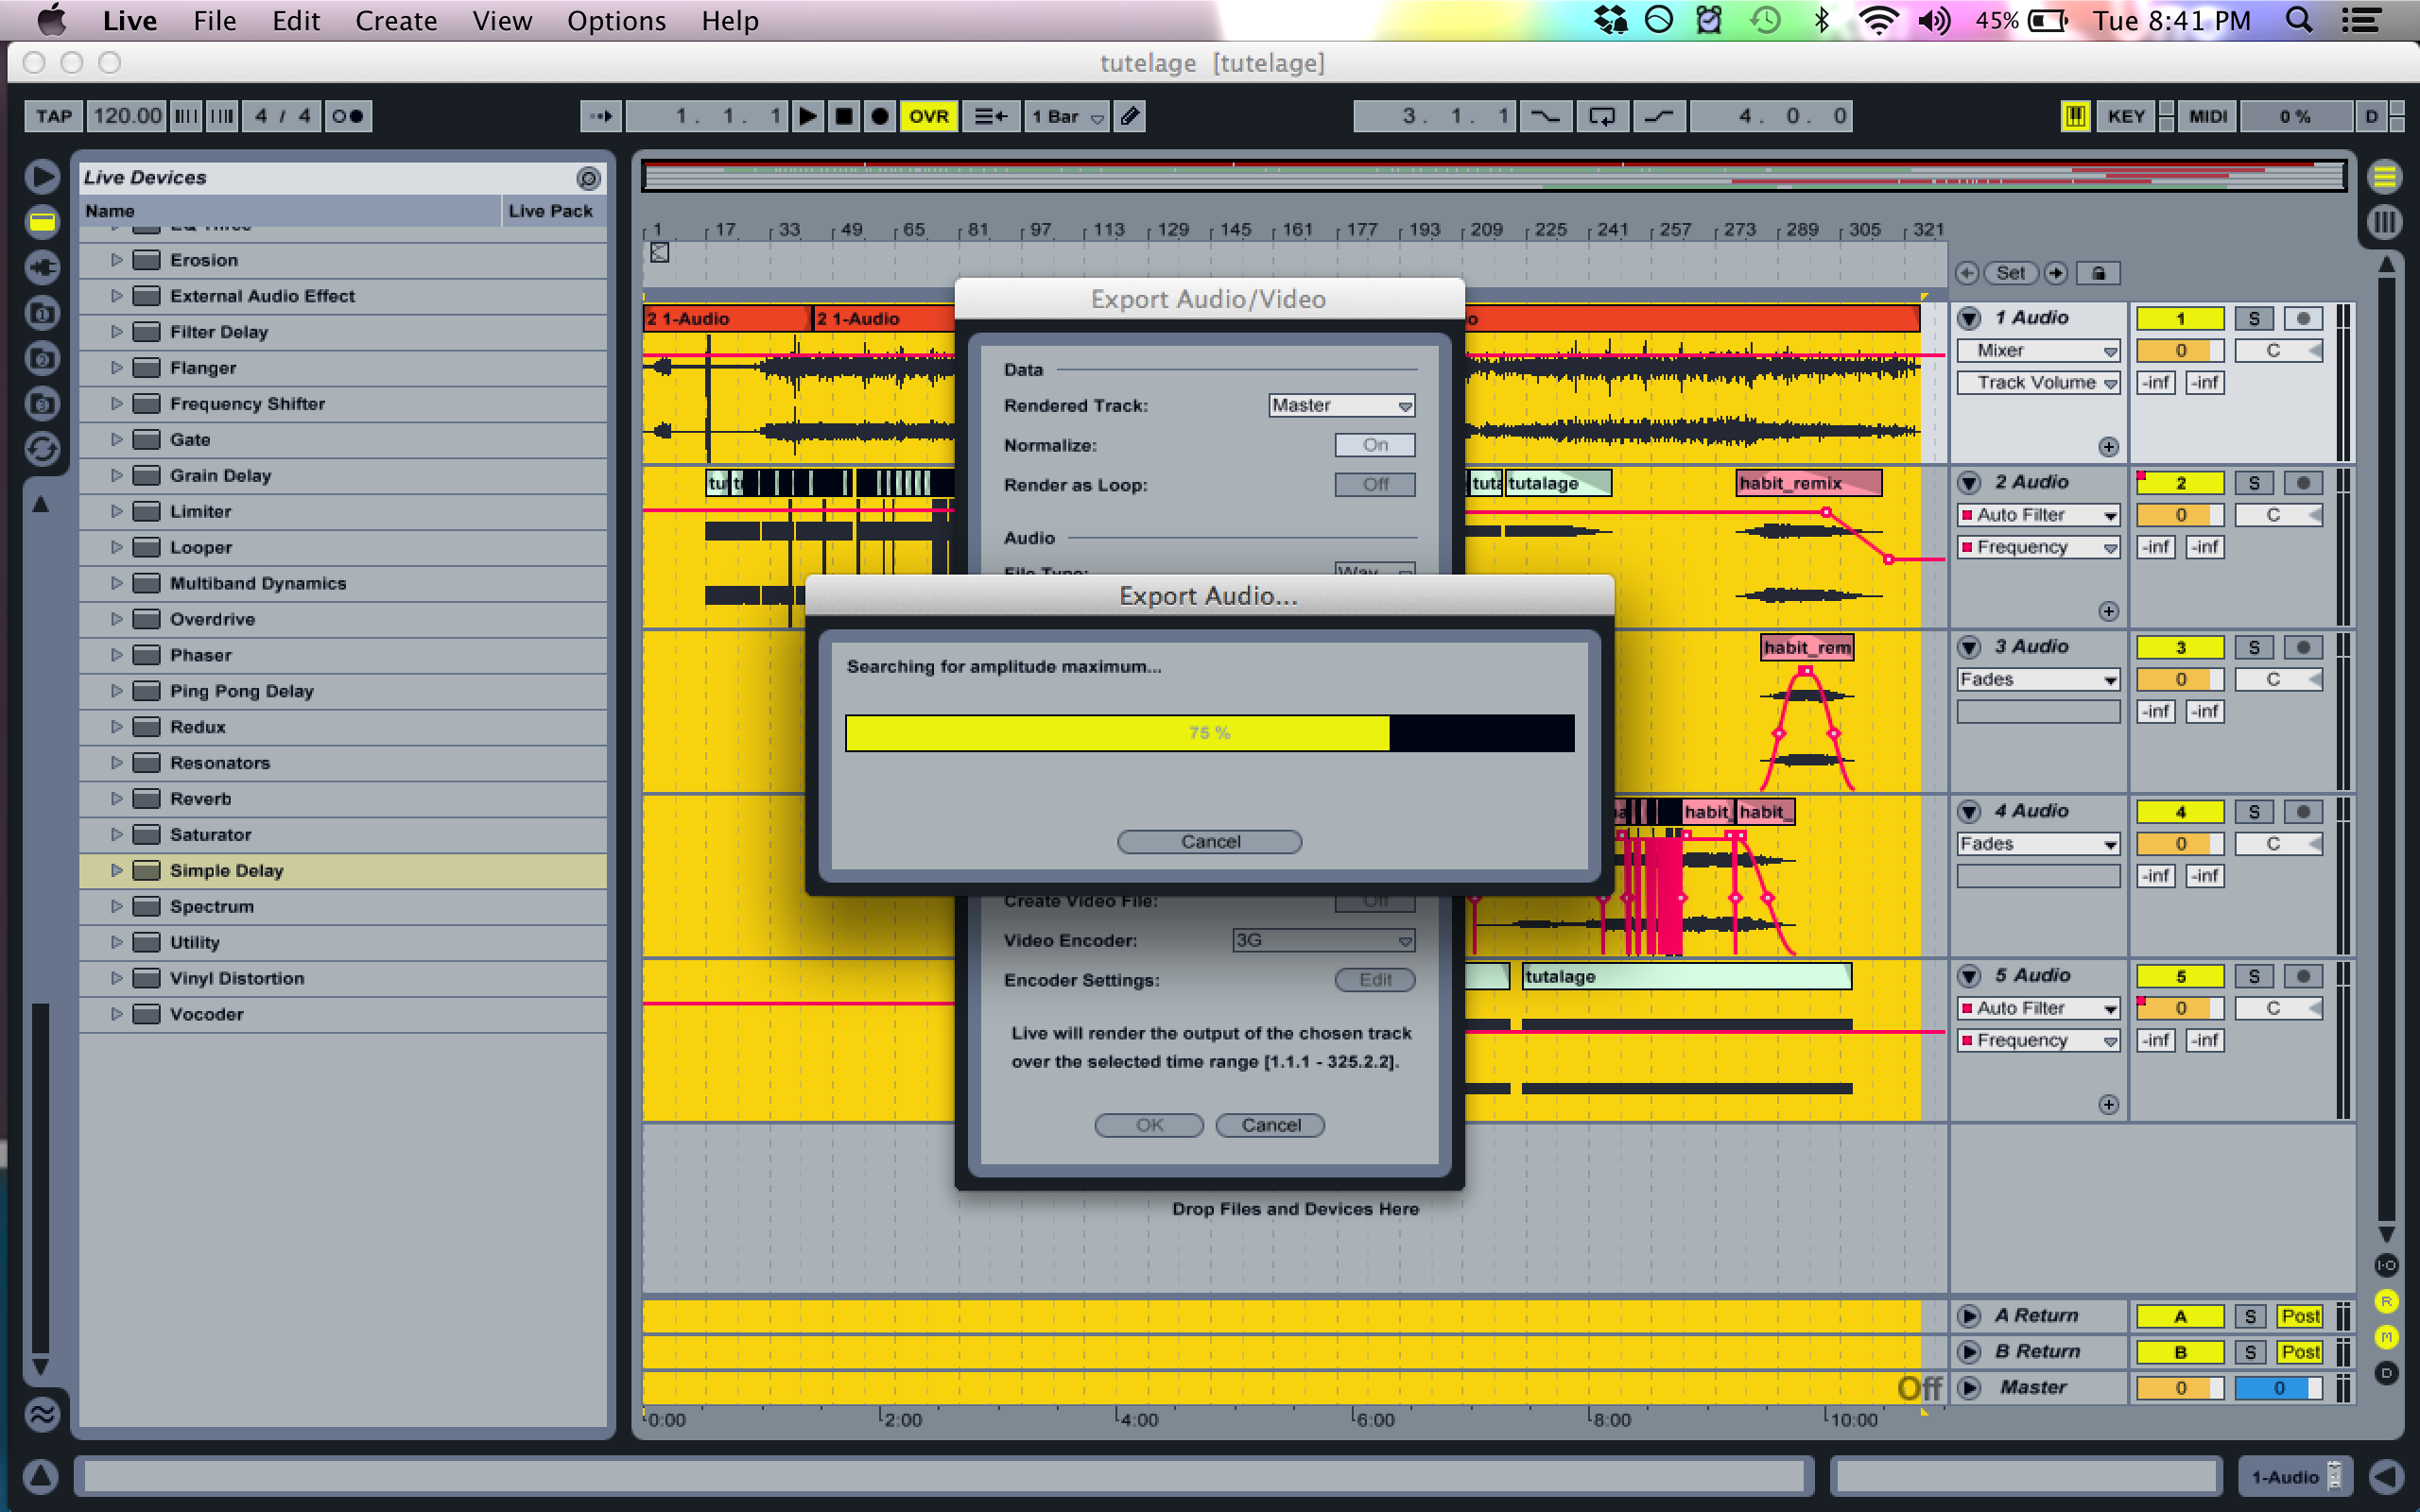 Live File Edit Create View Options Help 45% Tue 8:41 PM
tutelage [tutelage]
TAP 120.00 4 / 4 1. 1. 1 OVR 1 Bar 3. 1. 1 4. 0. 0 KEY MIDI 0 % D
Live Devices
Name Live Pack
EQ Three
Erosion
External Audio Effect
Filter Delay
Flanger
Frequency Shifter
Gate
Grain Delay
Limiter
Looper
Multiband Dynamics
Overdrive
Phaser
Ping Pong Delay
Redux
Resonators
Reverb
Saturator
Simple Delay
Spectrum
Utility
Vinyl Distortion
Vocoder
1 17 33 49 65 81 97 113 129 145 161 177 193 209 225 241 257 273 289 305 321
Set
2 1-Audio 2 1-Audio o
tutalage habit_remix
habit_rem
habit_ habit_
tutalage
Export Audio/Video
Data
Rendered Track: Master
Normalize: On
Render as Loop: Off
Audio
File Type: Wav
Export Audio...
Searching for amplitude maximum...
75 %
Cancel
Create Video File: Off
Video Encoder: 3G
Encoder Settings: Edit
Live will render the output of the chosen track
over the selected time range [1.1.1 - 325.2.2].
OK Cancel
Drop Files and Devices Here
1 Audio 1 S
Mixer 0 C
Track Volume -inf -inf
2 Audio 2 S
Auto Filter 0 C
Frequency -inf -inf
3 Audio 3 S
Fades 0 C
-inf -inf
4 Audio 4 S
Fades 0 C
-inf -inf
5 Audio 5 S
Auto Filter 0 C
Frequency -inf -inf
I·O
R
M
D
A Return A S Post
B Return B S Post
Off Master 0 0
0:00 2:00 4:00 6:00 8:00 10:00
1-Audio